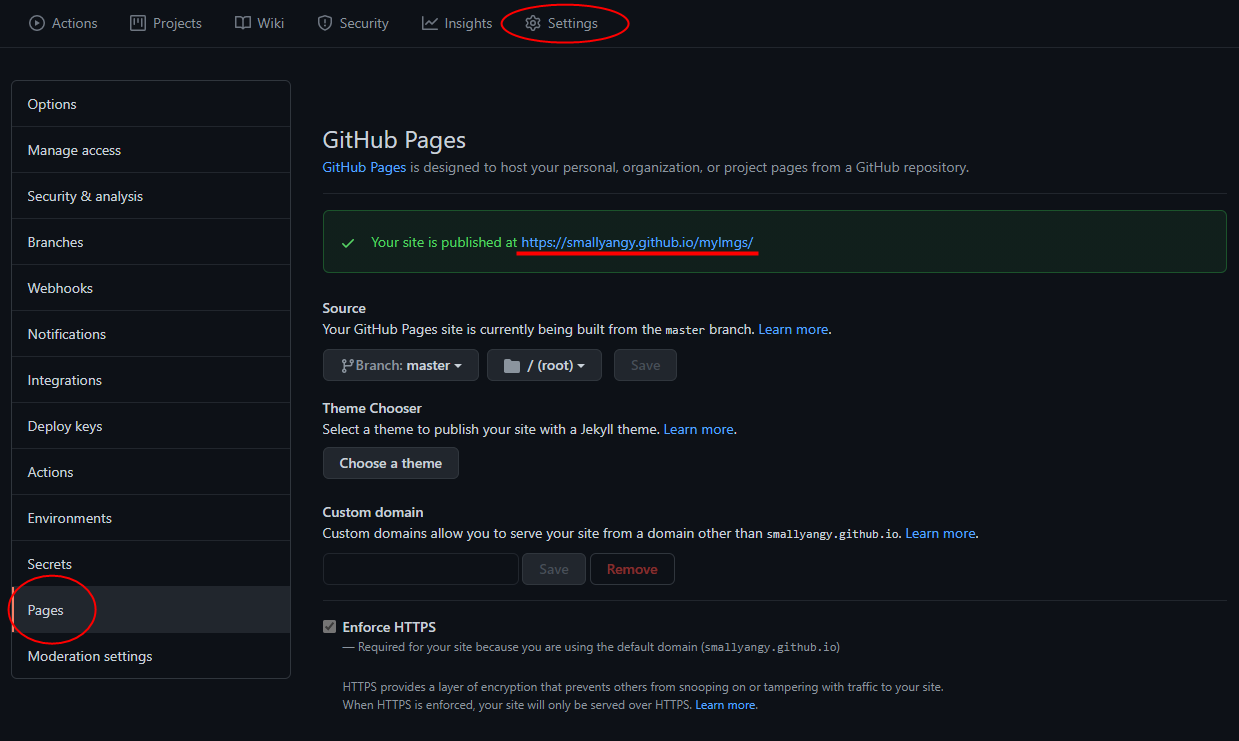 Actions Projects Wiki Security Insights Settings
Options
Manage access
Security & analysis
Branches
Webhooks
Notifications
Integrations
Deploy keys
Actions
Environments
Secrets
Pages
Moderation settings
GitHub Pages
GitHub Pages is designed to host your personal, organization, or project pages from a GitHub repository.
Your site is published at https://smallyangy.github.io/myImgs/
Source
Your GitHub Pages site is currently being built from the master branch. Learn more.
Branch: master / (root) Save
Theme Chooser
Select a theme to publish your site with a Jekyll theme. Learn more.
Choose a theme
Custom domain
Custom domains allow you to serve your site from a domain other than smallyangy.github.io. Learn more.
Save Remove
Enforce HTTPS
— Required for your site because you are using the default domain (smallyangy.github.io)
HTTPS provides a layer of encryption that prevents others from snooping on or tampering with traffic to your site.
When HTTPS is enforced, your site will only be served over HTTPS. Learn more.